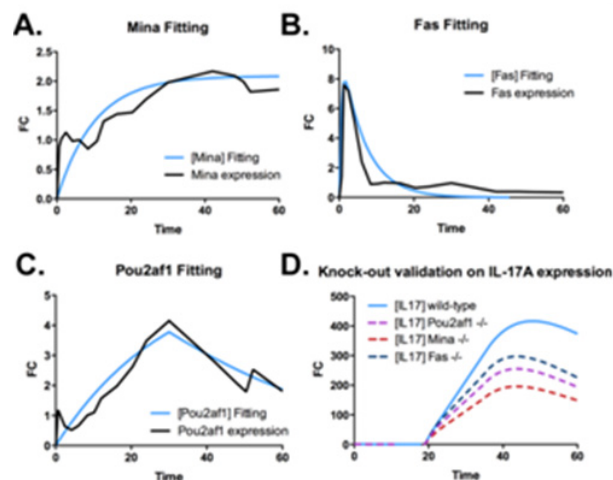 A.
Mina Fitting
FC
2.5
2.0
1.5
1.0
0.5
0.0
[Mina] Fitting
Mina expression
0 20 40 60
Time
B.
Fas Fitting
FC
10
8
6
4
2
0
[Fas] Fitting
Fas expression
0 20 40 60
Time
C.
Pou2af1 Fitting
FC
5
4
3
2
1
0
[Pou2af1] Fitting
Pou2af1 expression
0 20 40 60
Time
D.
Knock-out validation on IL-17A expression
FC
500
400
300
200
100
0
[IL17] wild-type
[IL17] Pou2af1 -/-
[IL17] Mina -/-
[IL17] Fas -/-
0 20 40 60
Time